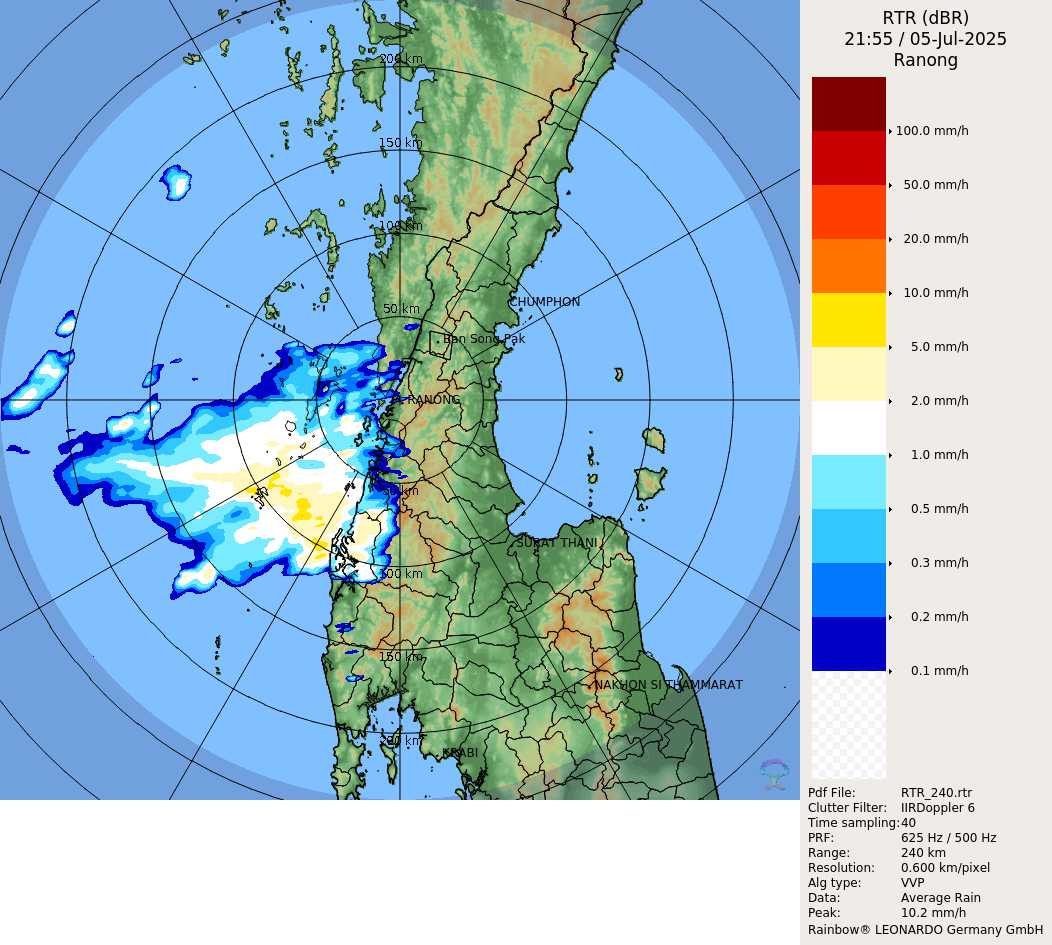 RTR (dBR)
21:55 / 05-Jul-2025
Ranong
200 km
150 km
100 km
50 km
CHUMPHON
Ban Song Pak
RANONG
50 km
SURAT THANI
100 km
150 km
NAKHON SI THAMMARAT
200 km
KRABI
100.0 mm/h
50.0 mm/h
20.0 mm/h
10.0 mm/h
5.0 mm/h
2.0 mm/h
1.0 mm/h
0.5 mm/h
0.3 mm/h
0.2 mm/h
0.1 mm/h
Pdf File: RTR_240.rtr
Clutter Filter: IIRDoppler 6
Time sampling:40
PRF: 625 Hz / 500 Hz
Range: 240 km
Resolution: 0.600 km/pixel
Alg type: VVP
Data: Average Rain
Peak: 10.2 mm/h
Rainbow® LEONARDO Germany GmbH